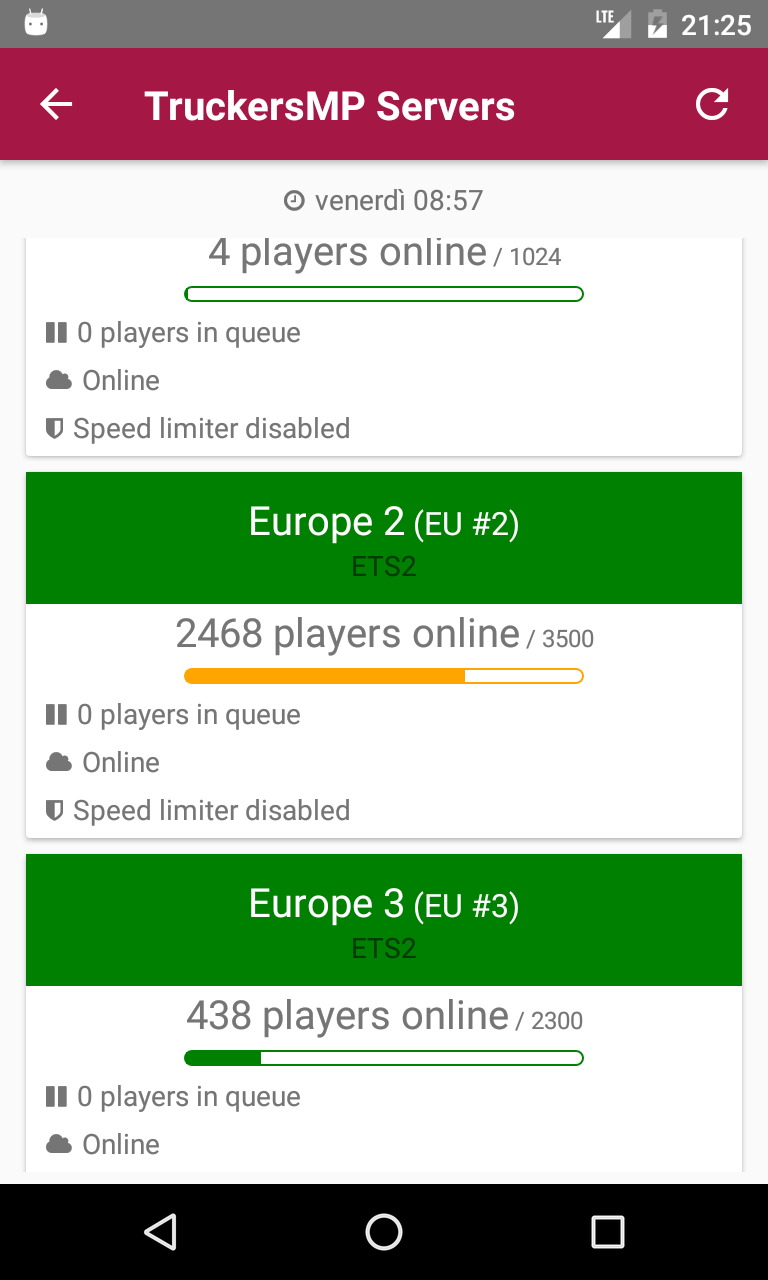 LTE 21:25
TruckersMP Servers
venerdì 08:57
4 players online / 1024
0 players in queue
Online
Speed limiter disabled
Europe 2 (EU #2)
ETS2
2468 players online / 3500
0 players in queue
Online
Speed limiter disabled
Europe 3 (EU #3)
ETS2
438 players online / 2300
0 players in queue
Online